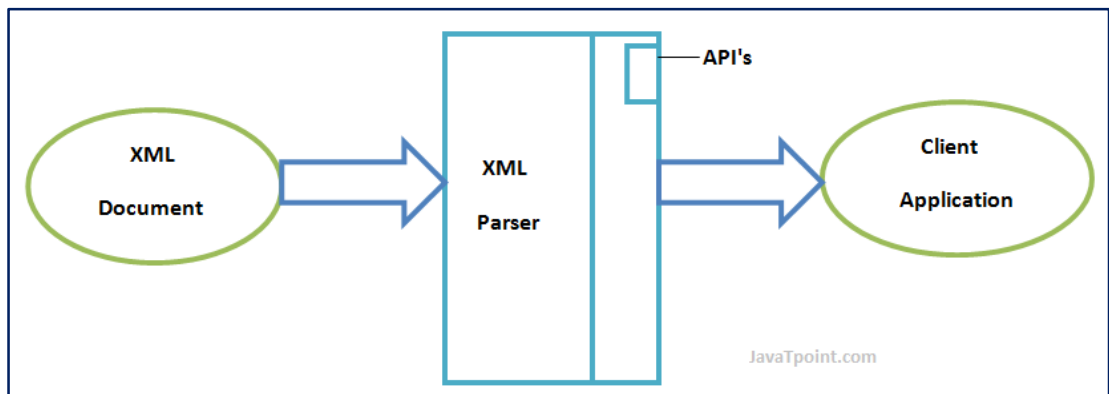 API's
XML
Document
XML
Parser
Client
Application
JavaTpoint.com